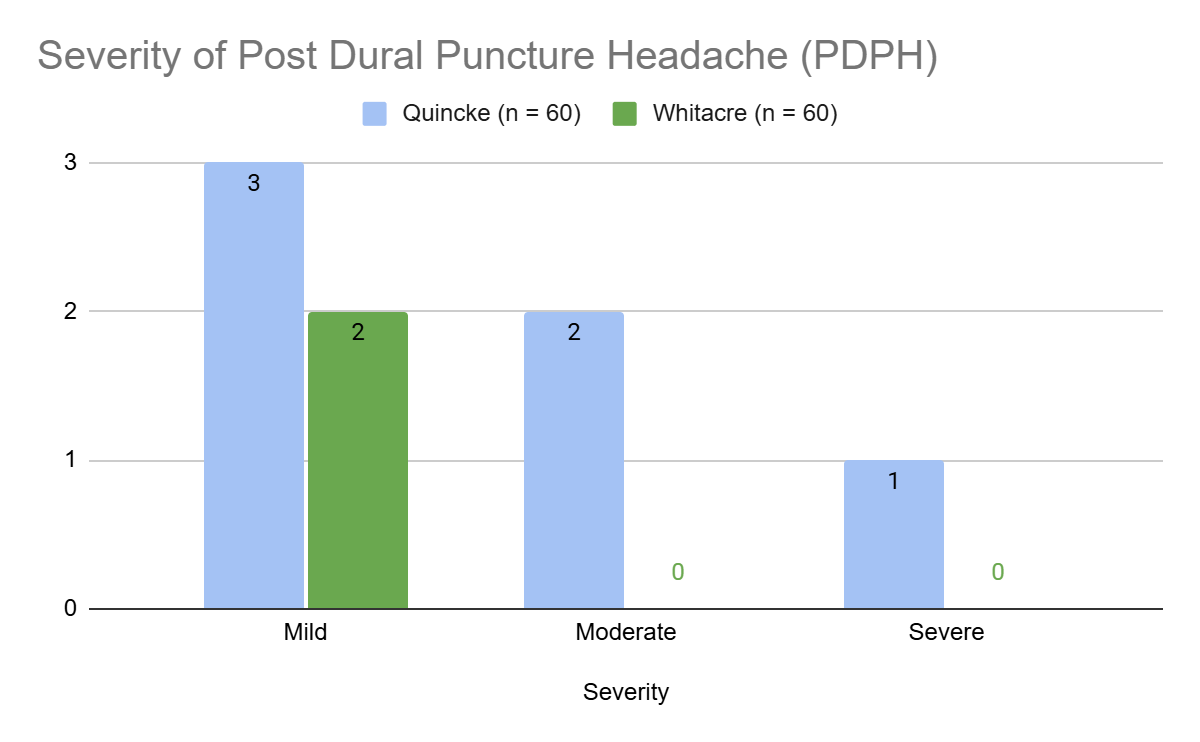 Severity of Post Dural Puncture Headache (PDPH)
Quincke (n = 60) Whitacre (n = 60)
3
3
2
2
2
1
1
0
0
0
Mild Moderate Severe
Severity